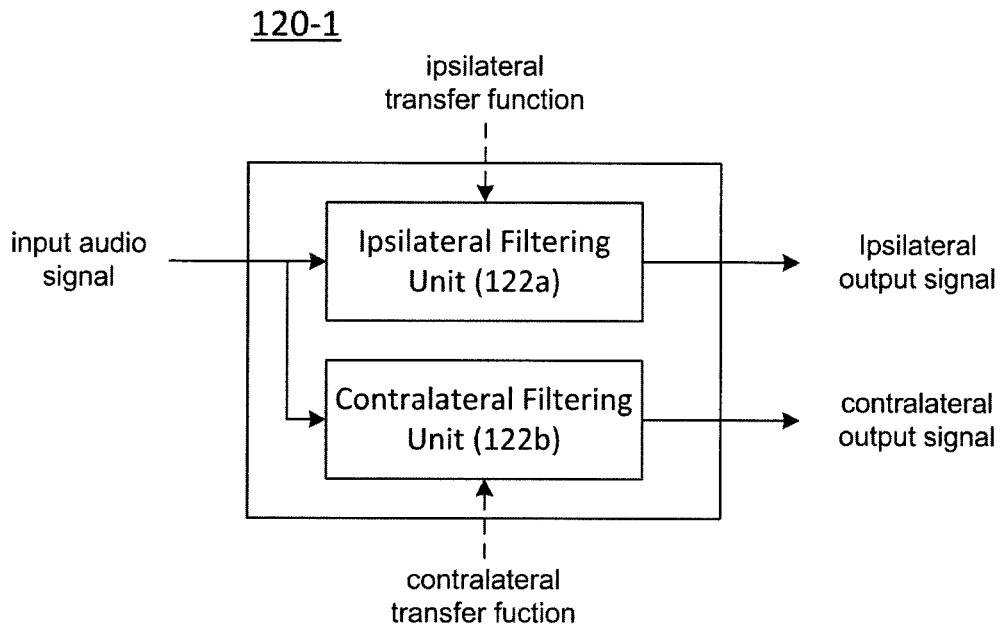 120-1
ipsilateral
transfer function
input audio
signal
Ipsilateral Filtering
Unit (122a)
Ipsilateral
output signal
Contralateral Filtering
Unit (122b)
contralateral
output signal
contralateral
transfer fuction